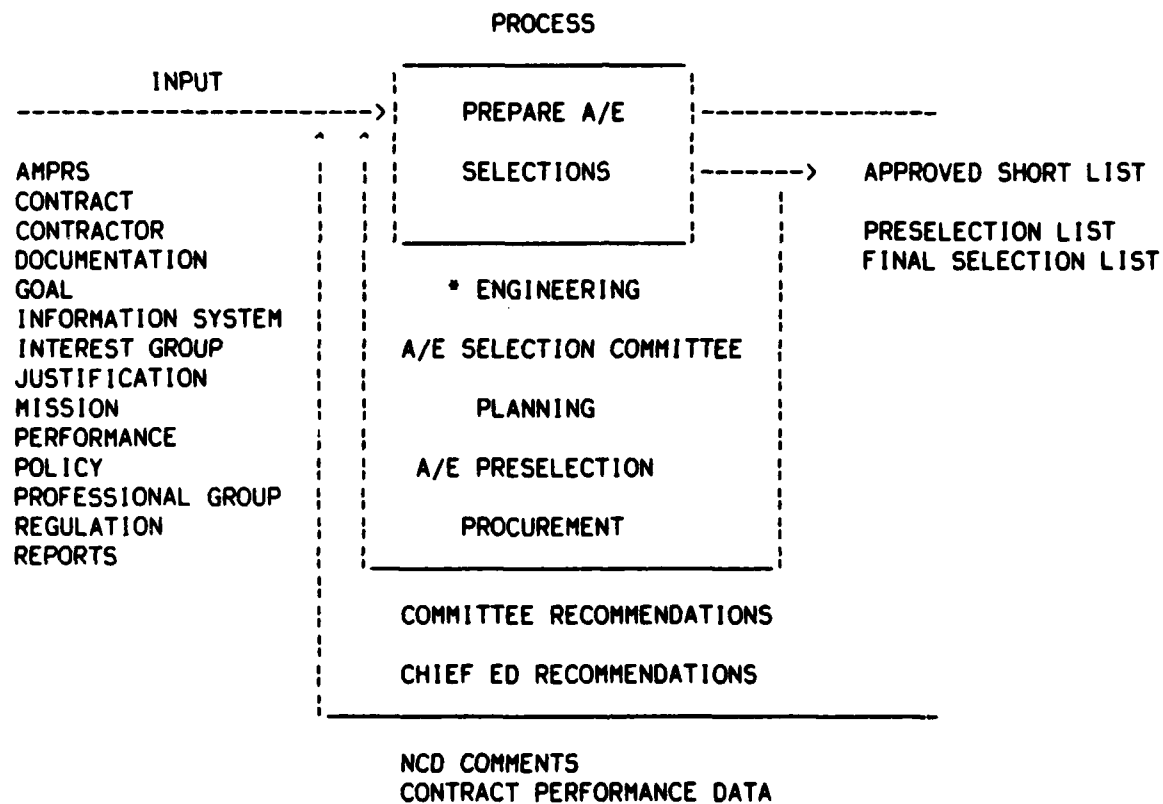 PROCESS
INPUT
PREPARE A/E
SELECTIONS
AMPRS
CONTRACT
CONTRACTOR
DOCUMENTATION
GOAL
INFORMATION SYSTEM
INTEREST GROUP
JUSTIFICATION
MISSION
PERFORMANCE
POLICY
PROFESSIONAL GROUP
REGULATION
REPORTS
APPROVED SHORT LIST
PRESELECTION LIST
FINAL SELECTION LIST
* ENGINEERING
A/E SELECTION COMMITTEE
PLANNING
A/E PRESELECTION
PROCUREMENT
COMMITTEE RECOMMENDATIONS
CHIEF ED RECOMMENDATIONS
NCD COMMENTS
CONTRACT PERFORMANCE DATA